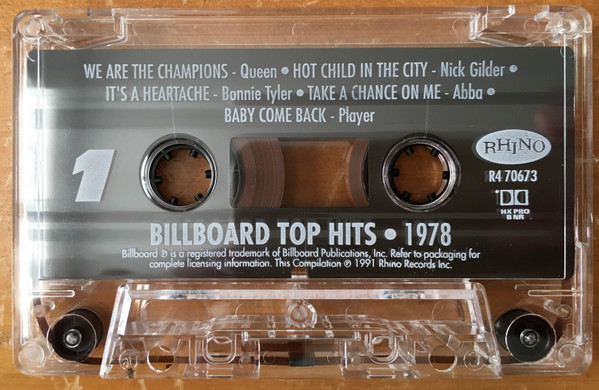 WE ARE THE CHAMPIONS - Queen • HOT CHILD IN THE CITY - Nick Gilder •
IT'S A HEARTACHE - Bonnie Tyler • TAKE A CHANCE ON ME - Abba •
BABY COME BACK - Player
1
RHINO
R4 70673
HX PRO
B NR
BILLBOARD TOP HITS • 1978
Billboard ® is a registered trademark of Billboard Publications, Inc. Refer to packaging for
complete licensing information. This Compilation ℗ 1991 Rhino Records Inc.